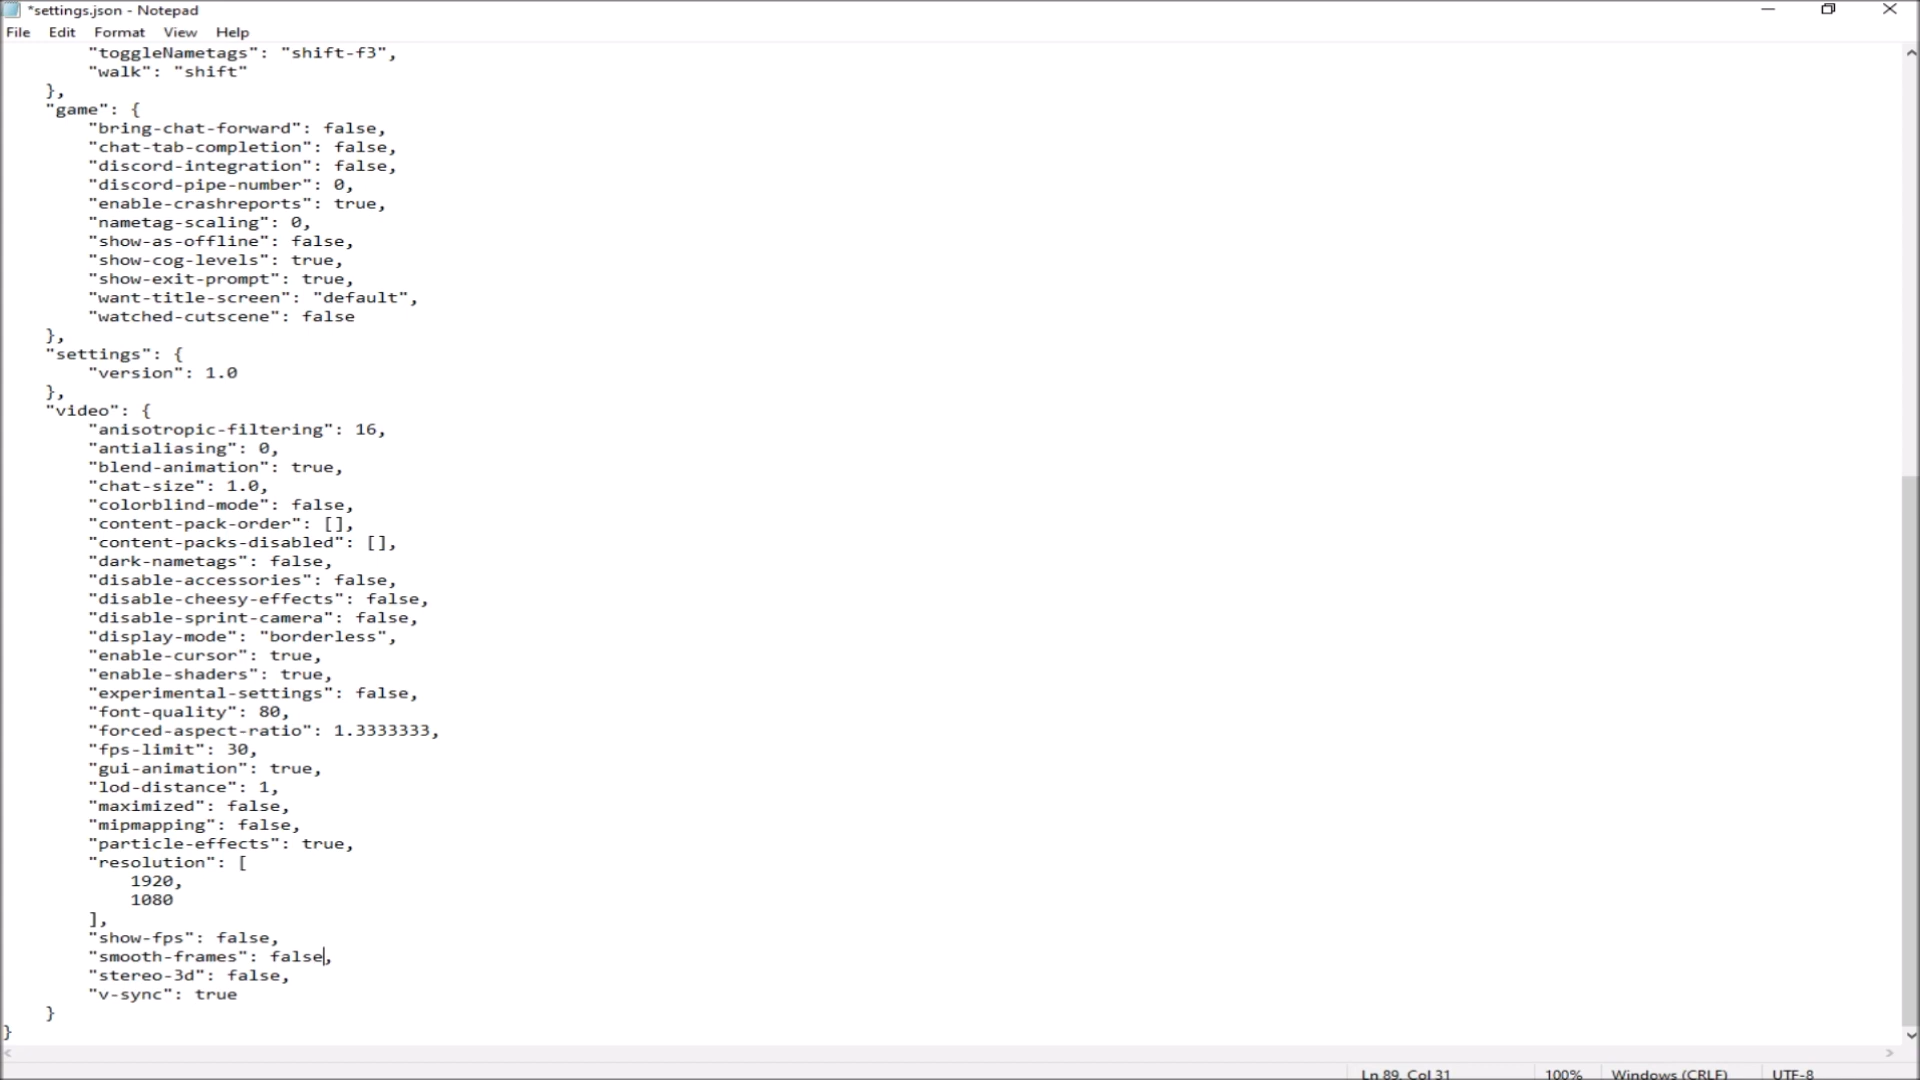 *settings.json - Notepad
File Edit Format View Help
"toggleNametags": "shift-f3",
"walk": "shift"
},
"game": {
"bring-chat-forward": false,
"chat-tab-completion": false,
"discord-integration": false,
"discord-pipe-number": 0,
"enable-crashreports": true,
"nametag-scaling": 0,
"show-as-offline": false,
"show-cog-levels": true,
"show-exit-prompt": true,
"want-title-screen": "default",
"watched-cutscene": false
},
"settings": {
"version": 1.0
},
"video": {
"anisotropic-filtering": 16,
"antialiasing": 0,
"blend-animation": true,
"chat-size": 1.0,
"colorblind-mode": false,
"content-pack-order": [],
"content-packs-disabled": [],
"dark-nametags": false,
"disable-accessories": false,
"disable-cheesy-effects": false,
"disable-sprint-camera": false,
"display-mode": "borderless",
"enable-cursor": true,
"enable-shaders": true,
"experimental-settings": false,
"font-quality": 80,
"forced-aspect-ratio": 1.3333333,
"fps-limit": 30,
"gui-animation": true,
"lod-distance": 1,
"maximized": false,
"mipmapping": false,
"particle-effects": true,
"resolution": [
1920,
1080
],
"show-fps": false,
"smooth-frames": false,
"stereo-3d": false,
"v-sync": true
}
}
Ln 89, Col 31 100% Windows (CRLF) UTF-8